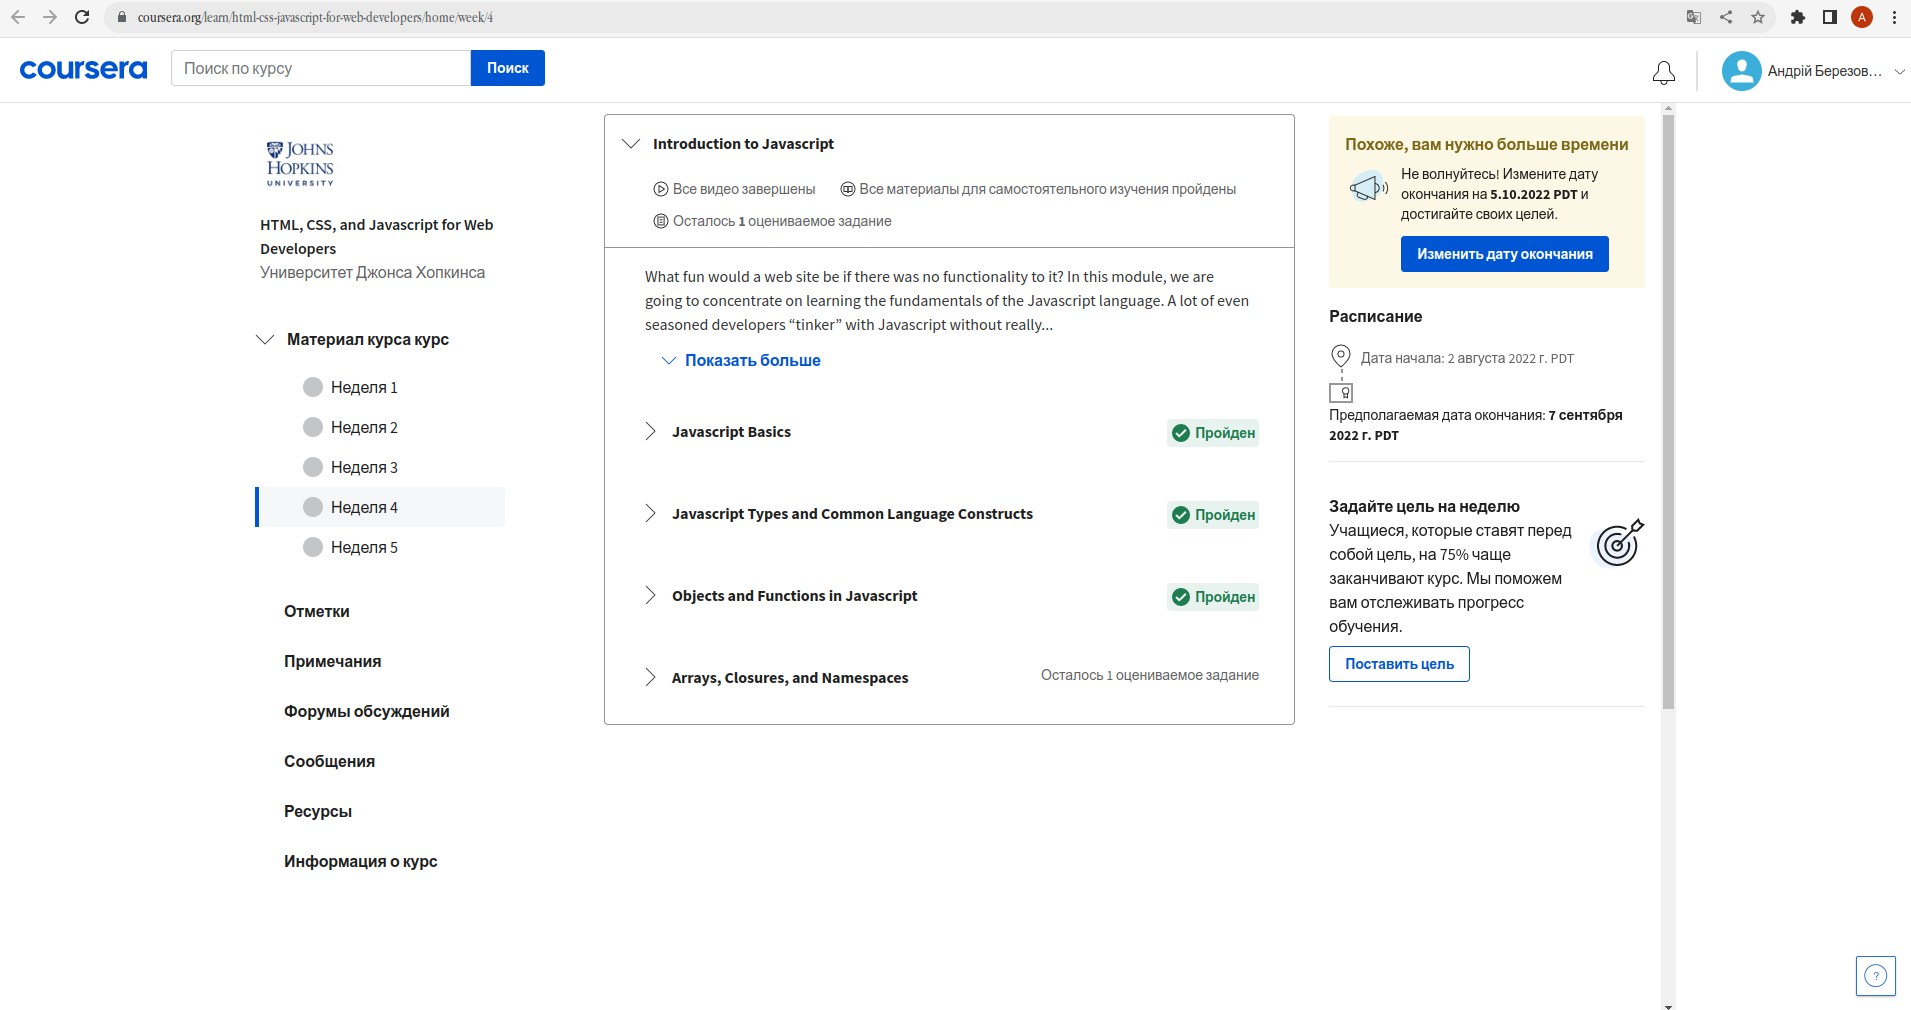 coursera.org/learn/html-css-javascript-for-web-developers/home/week/4
A
coursera
Поиск по курсу
Поиск
Андрій Березов...
JOHNS
HOPKINS
UNIVERSITY
HTML, CSS, and Javascript for Web
Developers
Университет Джонса Хопкинса
Материал курса курс
Неделя 1
Неделя 2
Неделя 3
Неделя 4
Неделя 5
Отметки
Примечания
Форумы обсуждений
Сообщения
Ресурсы
Информация о курс
Introduction to Javascript
Все видео завершены
Все материалы для самостоятельного изучения пройдены
Осталось 1 оцениваемое задание
What fun would a web site be if there was no functionality to it? In this module, we are
going to concentrate on learning the fundamentals of the Javascript language. A lot of even
seasoned developers “tinker” with Javascript without really...
Показать больше
Javascript Basics
Пройден
Javascript Types and Common Language Constructs
Пройден
Objects and Functions in Javascript
Пройден
Arrays, Closures, and Namespaces
Осталось 1 оцениваемое задание
Похоже, вам нужно больше времени
Не волнуйтесь! Измените дату
окончания на 5.10.2022 PDT и
достигайте своих целей.
Изменить дату окончания
Расписание
Дата начала: 2 августа 2022 г. PDT
Предполагаемая дата окончания: 7 сентября
2022 г. PDT
Задайте цель на неделю
Учащиеся, которые ставят перед
собой цель, на 75% чаще
заканчивают курс. Мы поможем
вам отслеживать прогресс
обучения.
Поставить цель
?